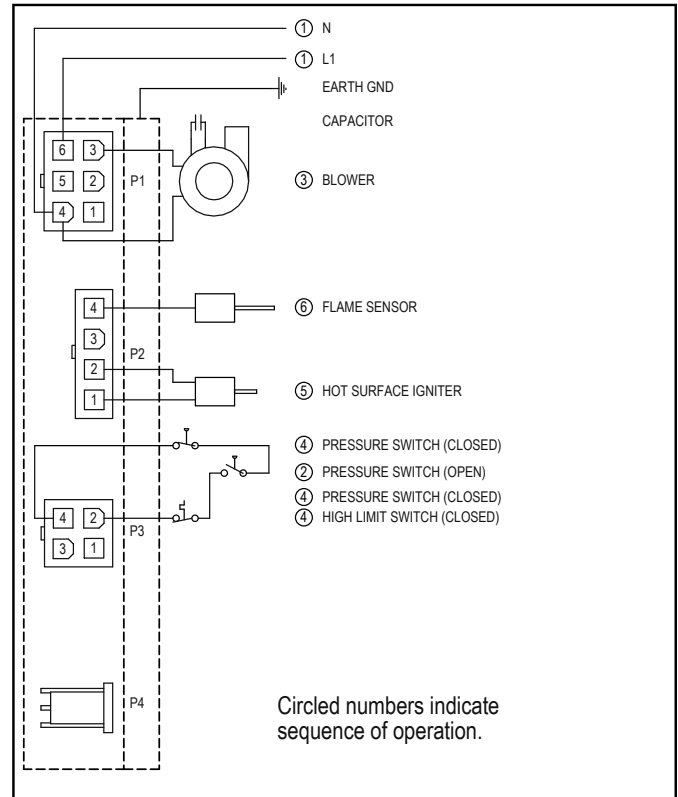 ① N
① L1
EARTH GND
CAPACITOR
6 3
5 2
P1
③ BLOWER
4 1
4
⑥ FLAME SENSOR
3
P2
2
⑤ HOT SURFACE IGNITER
1
④ PRESSURE SWITCH (CLOSED)
② PRESSURE SWITCH (OPEN)
④ PRESSURE SWITCH (CLOSED)
④ HIGH LIMIT SWITCH (CLOSED)
4 2
P3
3 1
P4
Circled numbers indicate
sequence of operation.